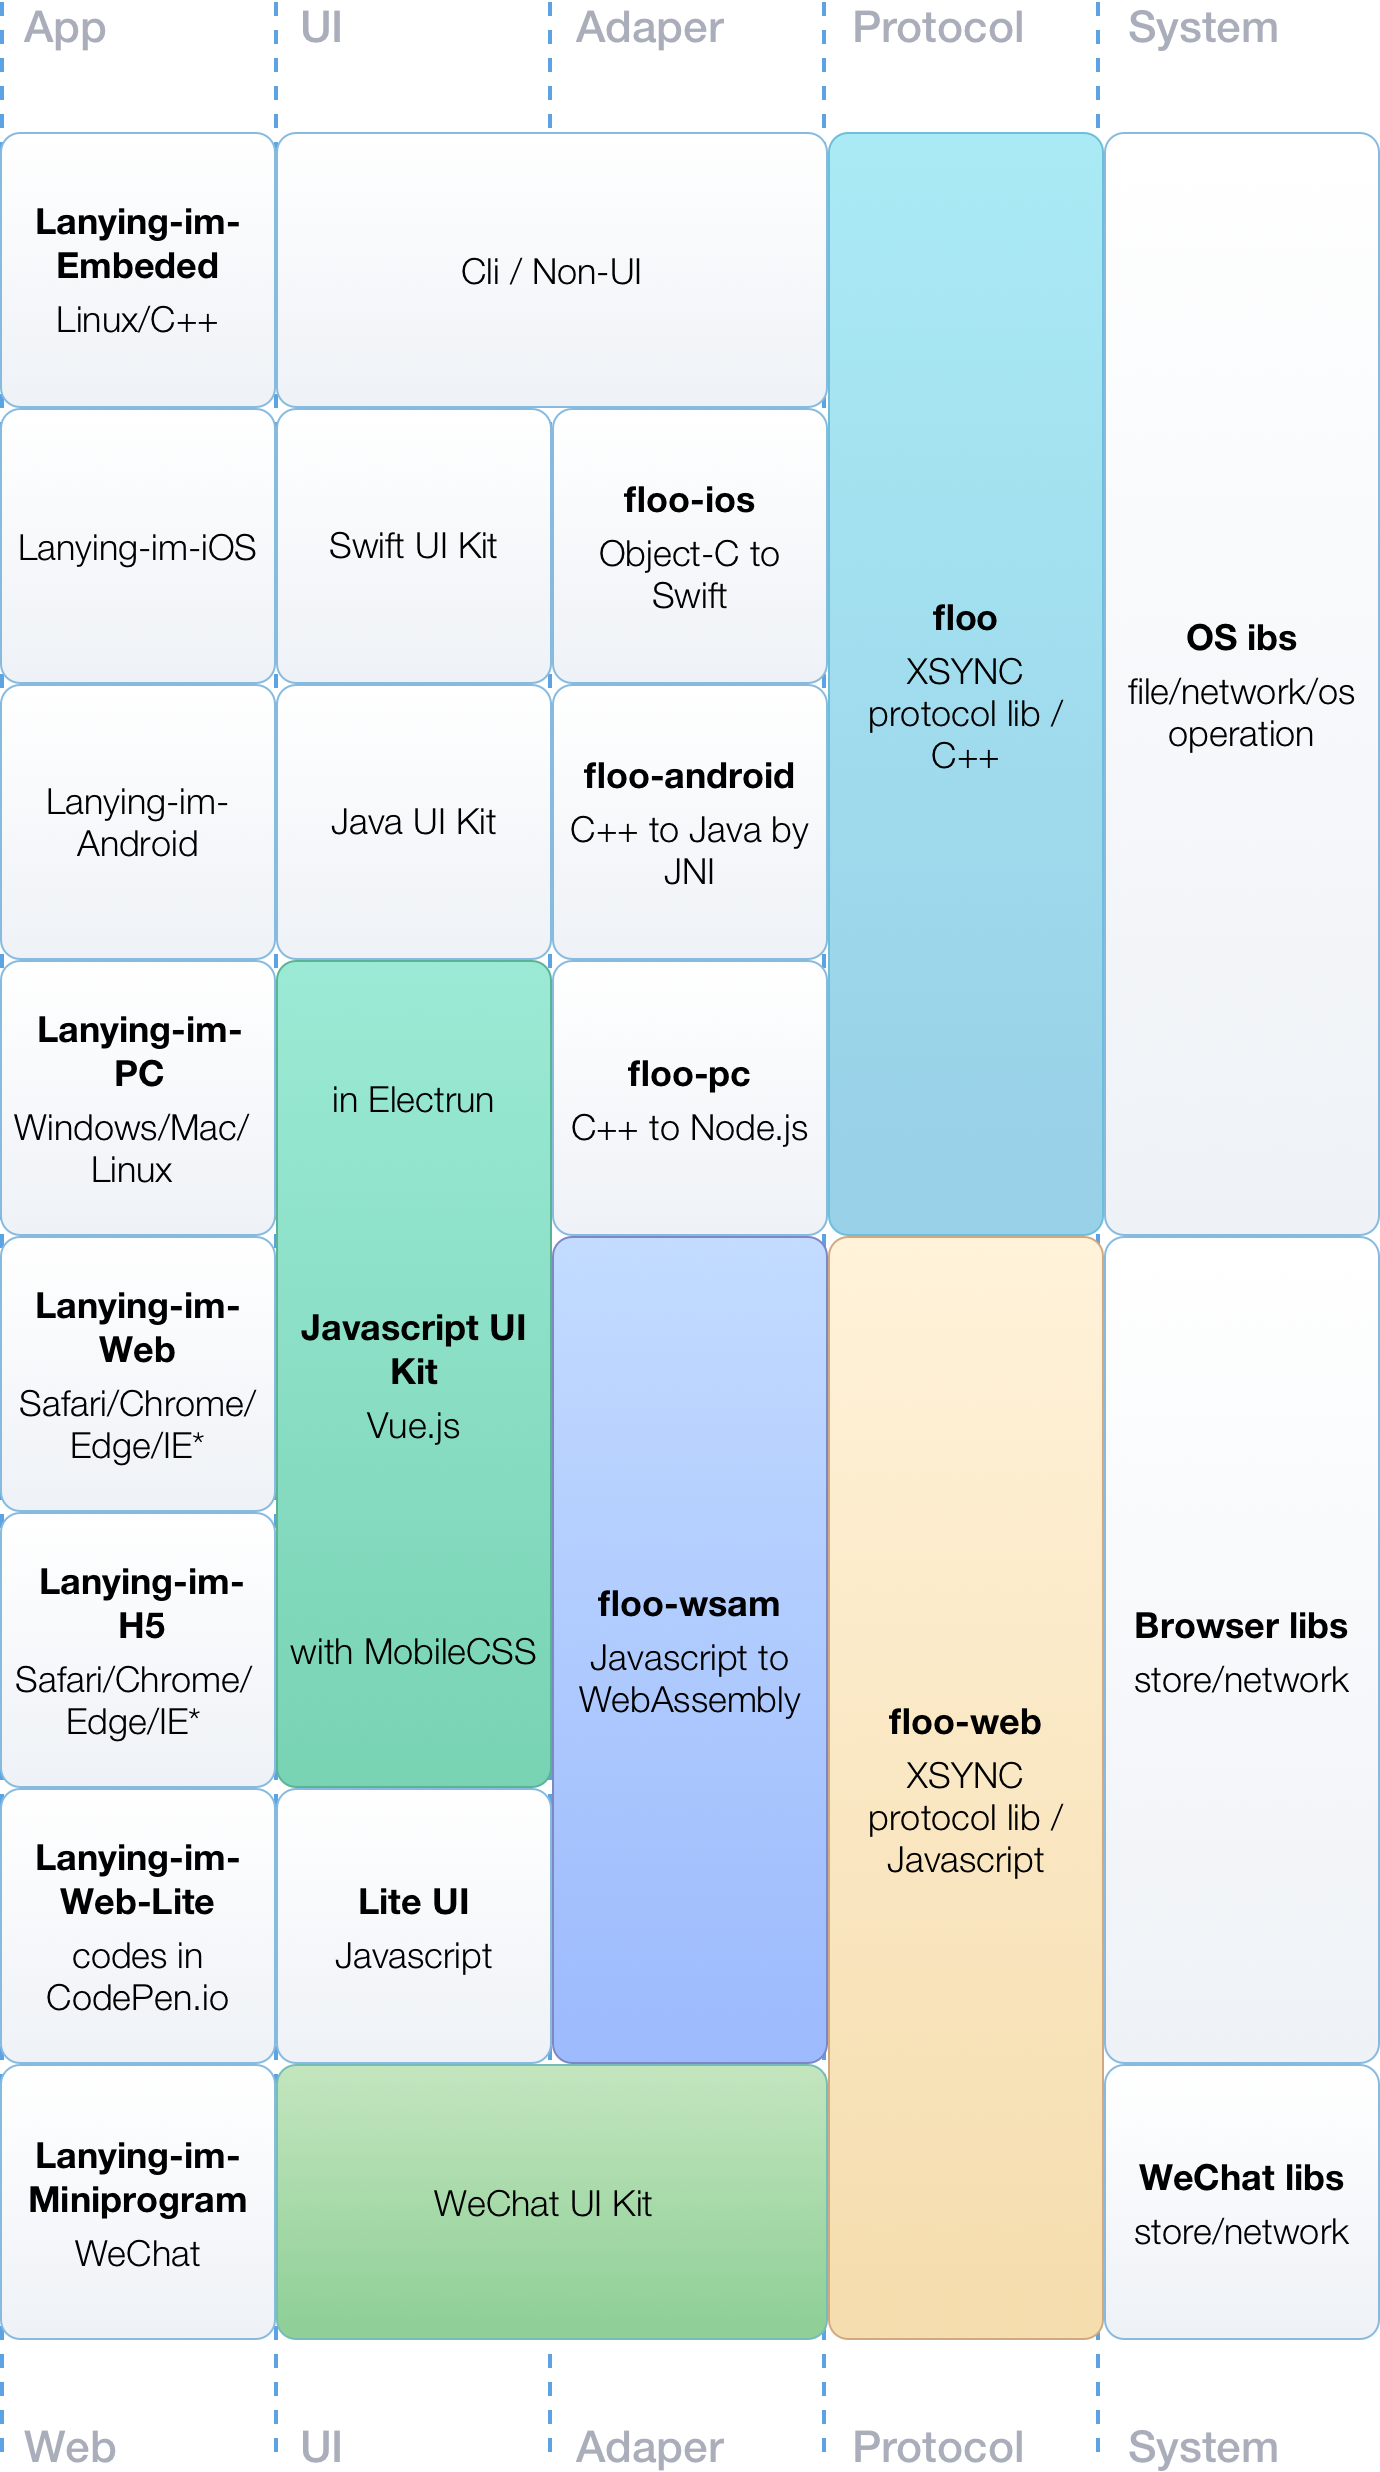 App
UI
Adaper
Protocol
System
Lanying-im-
Embeded
Linux/C++
Cli / Non-UI
Lanying-im-iOS
Swift UI Kit
floo-ios
Object-C to
Swift
floo
XSYNC
protocol lib /
C++
OS ibs
file/network/os
operation
Lanying-im-
Android
Java UI Kit
floo-android
C++ to Java by
JNI
Lanying-im-
PC
Windows/Mac/
Linux
in Electrun
floo-pc
C++ to Node.js
Lanying-im-
Web
Safari/Chrome/
Edge/IE*
Javascript UI
Kit
Vue.js
Lanying-im-
H5
Safari/Chrome/
Edge/IE*
with MobileCSS
floo-wsam
Javascript to
WebAssembly
floo-web
XSYNC
protocol lib /
Javascript
Browser libs
store/network
Lanying-im-
Web-Lite
codes in
CodePen.io
Lite UI
Javascript
Lanying-im-
Miniprogram
WeChat
WeChat UI Kit
WeChat libs
store/network
Web
UI
Adaper
Protocol
System